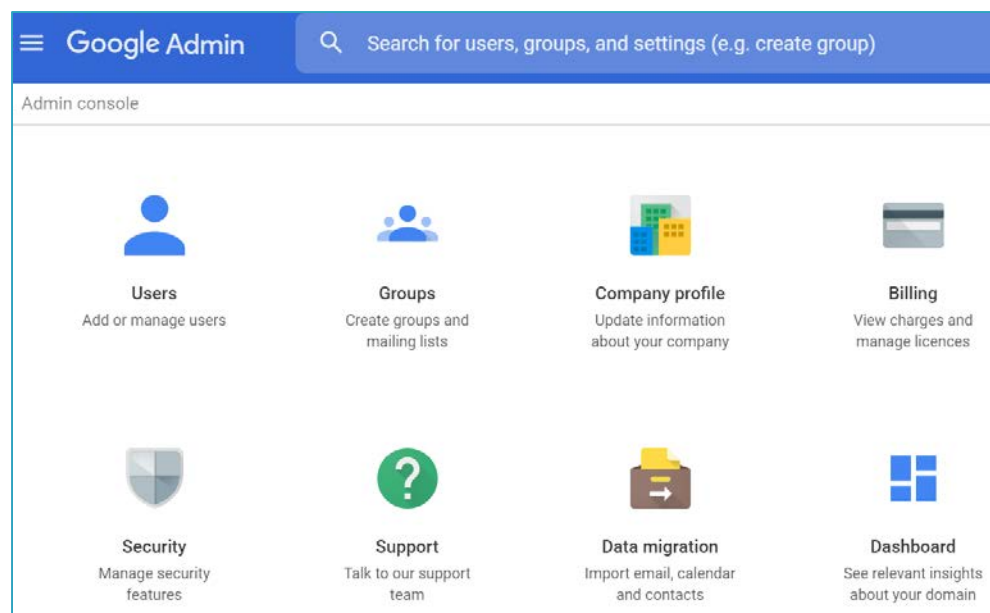 Google Admin
Search for users, groups, and settings (e.g. create group)
Admin console
Users
Add or manage users
Groups
Create groups and
mailing lists
Company profile
Update information
about your company
Billing
View charges and
manage licences
Security
Manage security
features
Support
Talk to our support
team
Data migration
Import email, calendar
and contacts
Dashboard
See relevant insights
about your domain